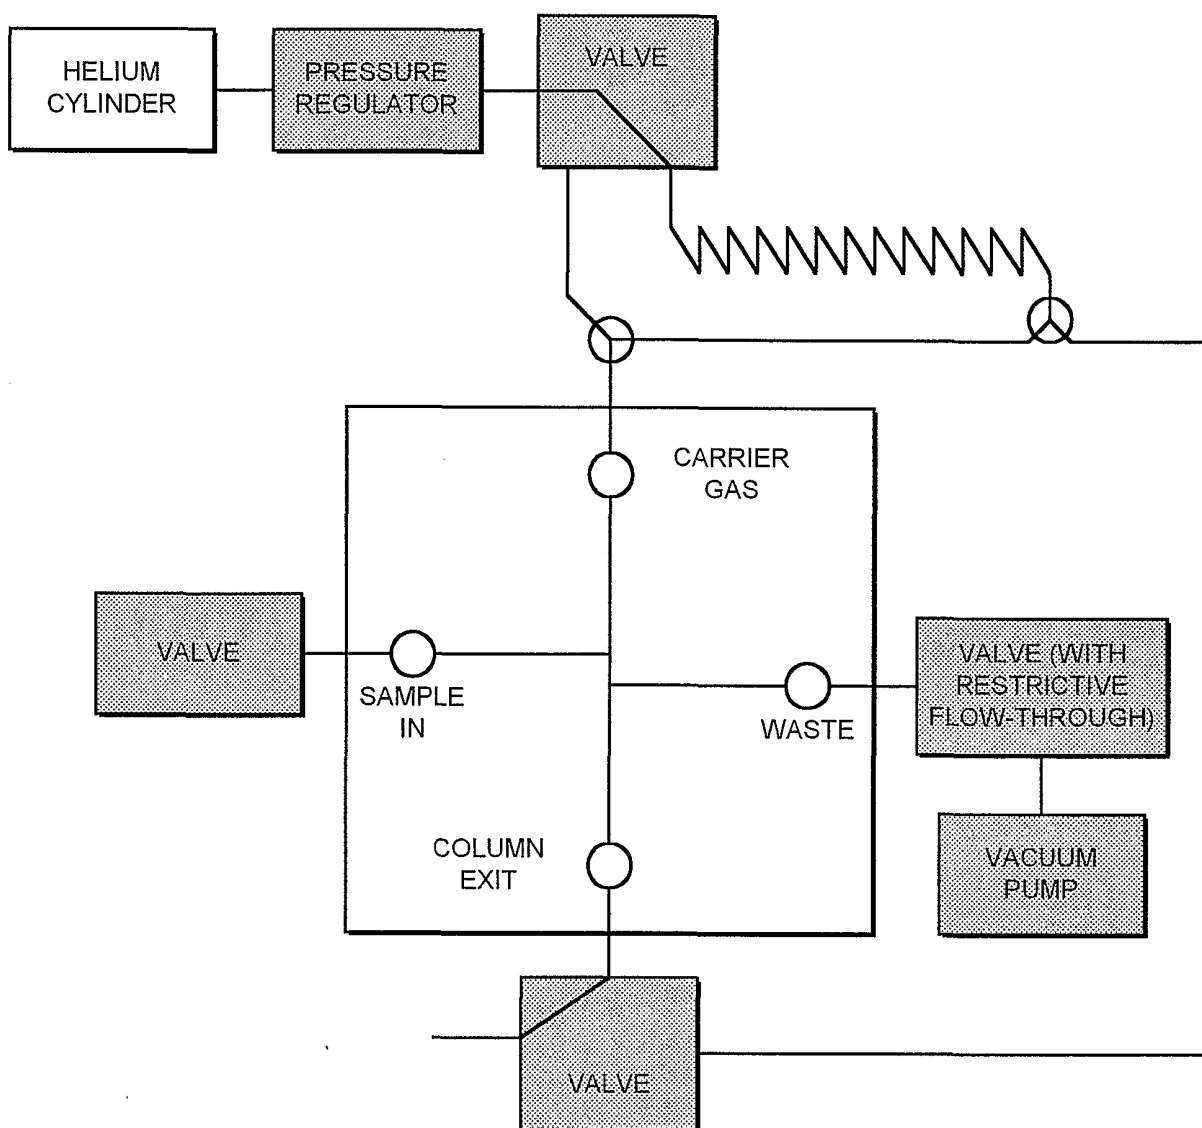 HELIUM
CYLINDER
PRESSURE
REGULATOR
VALVE
CARRIER
GAS
VALVE
SAMPLE
IN
WASTE
VALVE (WITH
RESTRICTIVE
FLOW-THROUGH)
COLUMN
EXIT
VACUUM
PUMP
VALVE